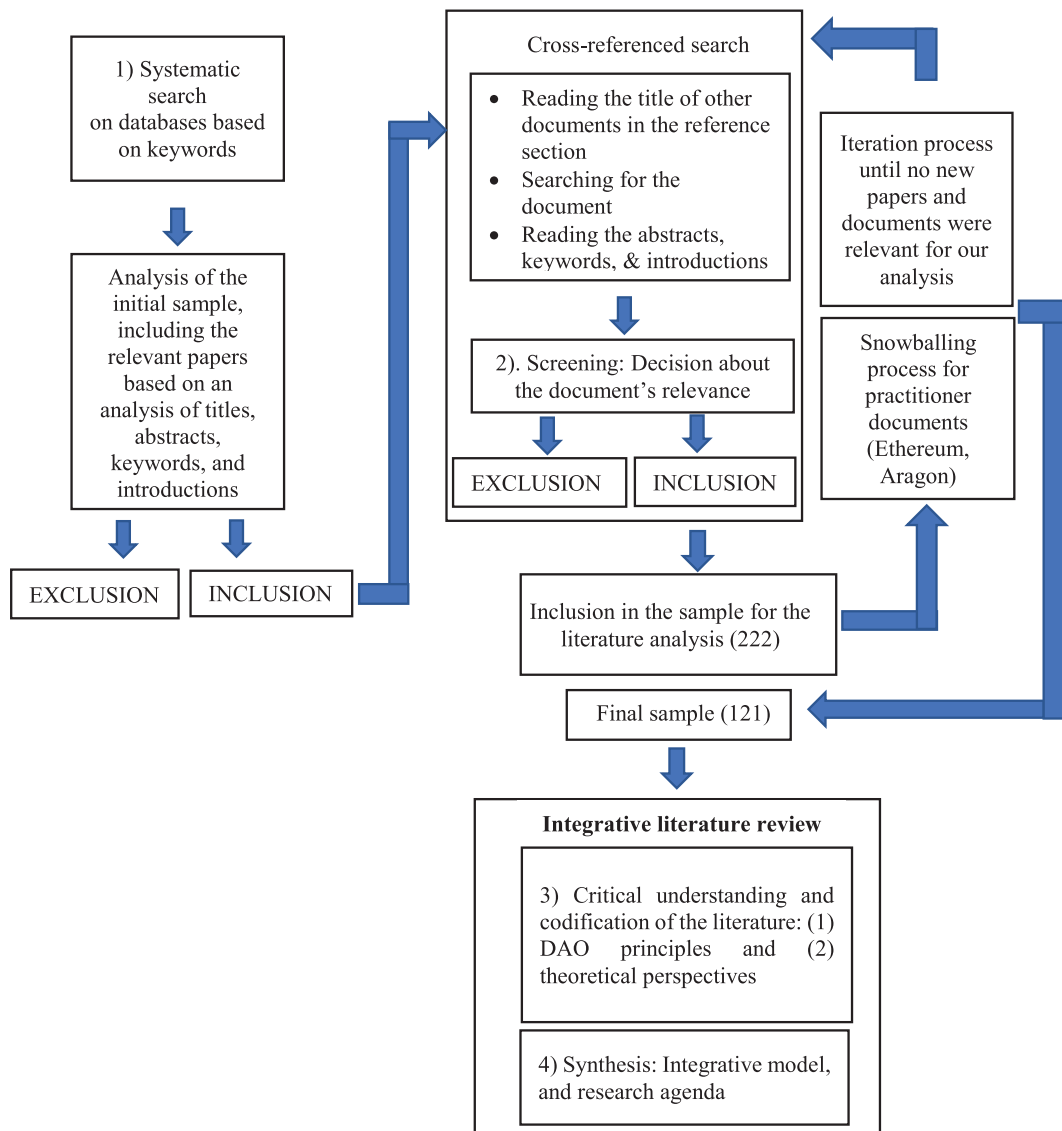 1) Systematic
search
on databases based
on keywords
Analysis of the
initial sample,
including the
relevant papers
based on an
analysis of titles,
abstracts,
keywords, and
introductions
EXCLUSION
INCLUSION
Cross-referenced search
• Reading the title of other
documents in the reference
section
• Searching for the
document
• Reading the abstracts,
keywords, & introductions
2). Screening: Decision about
the document’s relevance
EXCLUSION
INCLUSION
Iteration process
until no new
papers and
documents were
relevant for our
analysis
Snowballing
process for
practitioner
documents
(Ethereum,
Aragon)
Inclusion in the sample for the
literature analysis (222)
Final sample (121)
Integrative literature review
3) Critical understanding and
codification of the literature: (1)
DAO principles and (2)
theoretical perspectives
4) Synthesis: Integrative model,
and research agenda